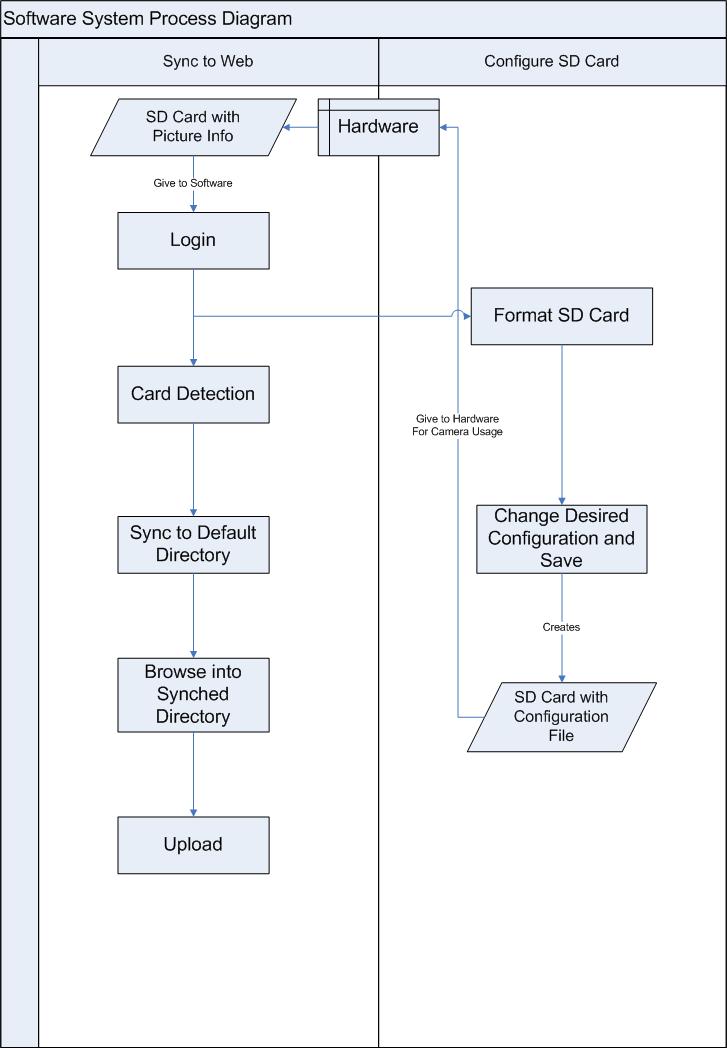 Software System Process Diagram
Sync to Web
Configure SD Card
SD Card with
Picture Info
Hardware
Give to Software
Login
Format SD Card
Card Detection
Give to Hardware
For Camera Usage
Sync to Default
Directory
Change Desired
Configuration and
Save
Creates
Browse into
Synched
Directory
SD Card with
Configuration
File
Upload